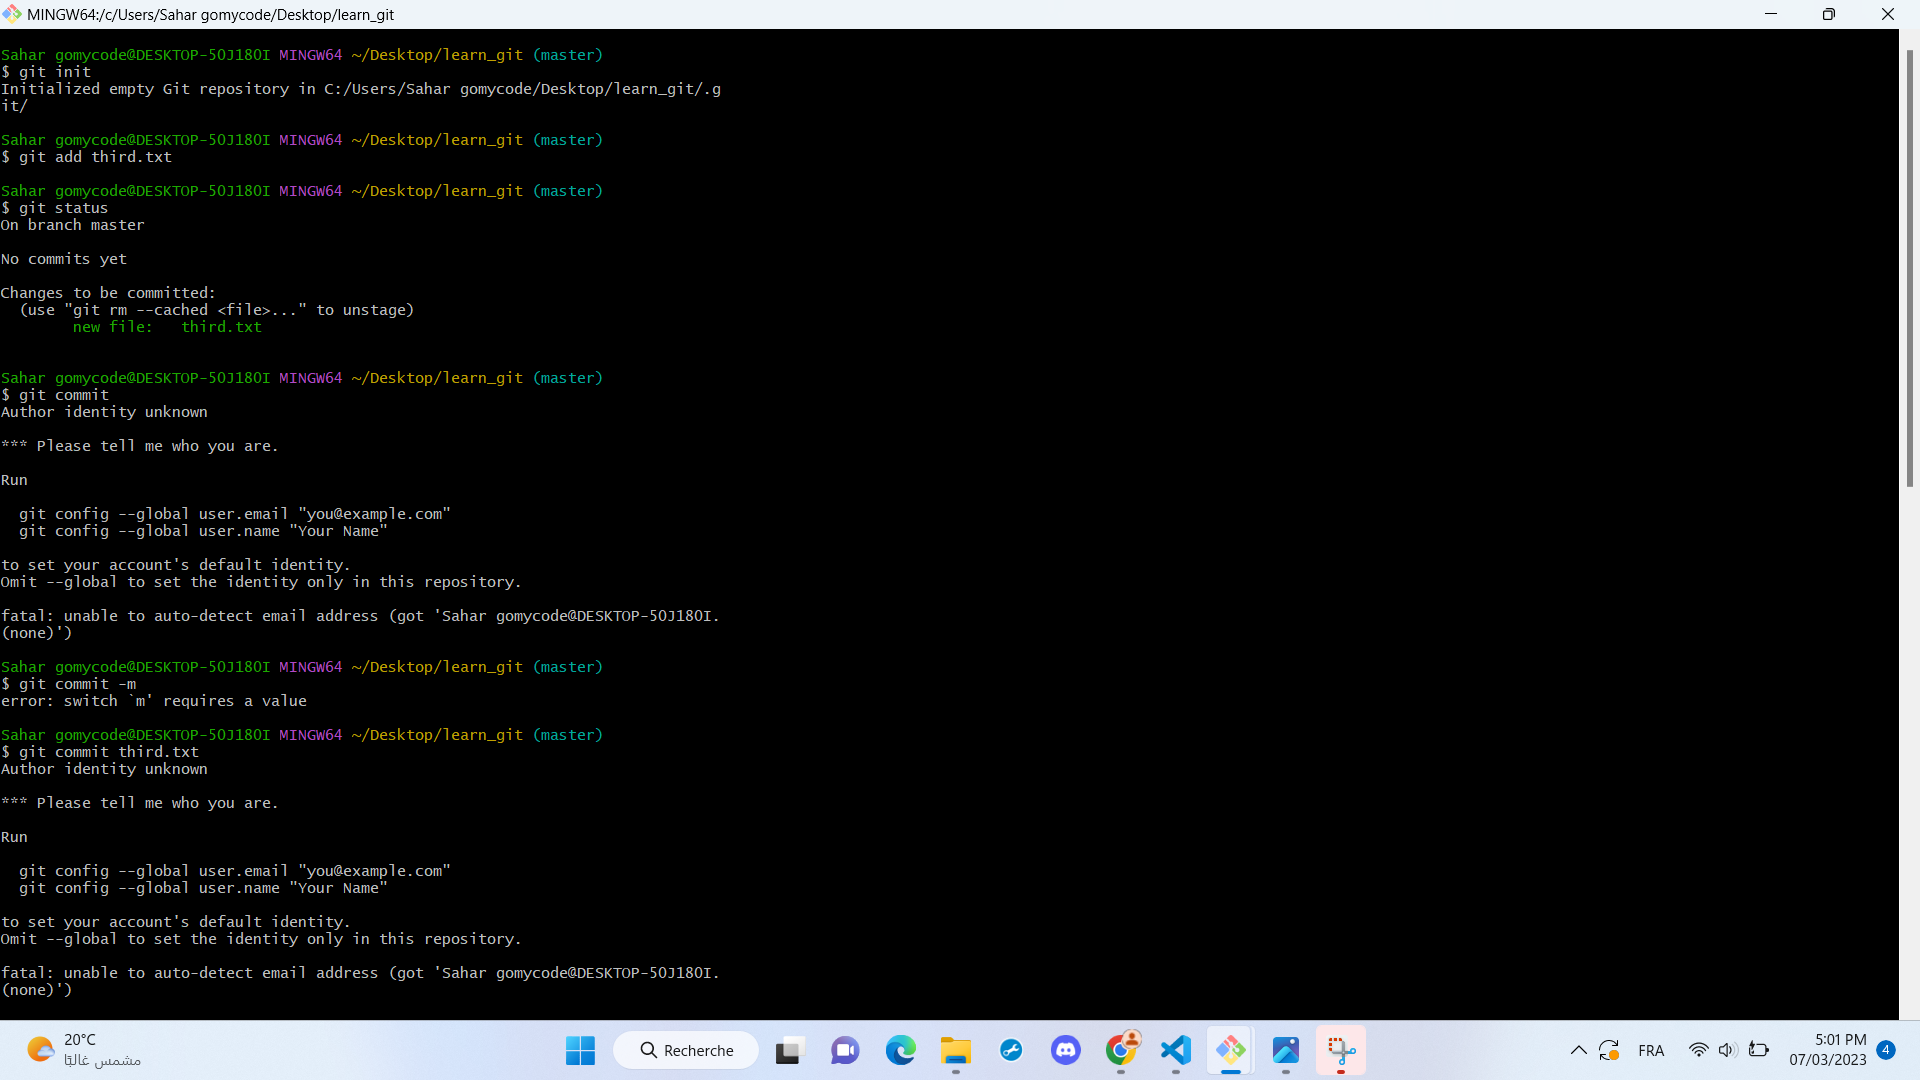 MINGW64:/c/Users/Sahar gomycode/Desktop/learn_git
Sahar gomycode@DESKTOP-5OJ18OI MINGW64 ~/Desktop/learn_git (master)
$ git init
Initialized empty Git repository in C:/Users/Sahar gomycode/Desktop/learn_git/.g
it/
Sahar gomycode@DESKTOP-5OJ18OI MINGW64 ~/Desktop/learn_git (master)
$ git add third.txt
Sahar gomycode@DESKTOP-5OJ18OI MINGW64 ~/Desktop/learn_git (master)
$ git status
On branch master
No commits yet
Changes to be committed:
  (use "git rm --cached <file>..." to unstage)
        new file:   third.txt
Sahar gomycode@DESKTOP-5OJ18OI MINGW64 ~/Desktop/learn_git (master)
$ git commit
Author identity unknown
*** Please tell me who you are.
Run
  git config --global user.email "you@example.com"
  git config --global user.name "Your Name"
to set your account's default identity.
Omit --global to set the identity only in this repository.
fatal: unable to auto-detect email address (got 'Sahar gomycode@DESKTOP-5OJ18OI.
(none)')
Sahar gomycode@DESKTOP-5OJ18OI MINGW64 ~/Desktop/learn_git (master)
$ git commit -m
error: switch `m' requires a value
Sahar gomycode@DESKTOP-5OJ18OI MINGW64 ~/Desktop/learn_git (master)
$ git commit third.txt
Author identity unknown
*** Please tell me who you are.
Run
  git config --global user.email "you@example.com"
  git config --global user.name "Your Name"
to set your account's default identity.
Omit --global to set the identity only in this repository.
fatal: unable to auto-detect email address (got 'Sahar gomycode@DESKTOP-5OJ18OI.
(none)')
20°C
مشمس غالبًا
Recherche
FRA
5:01 PM
07/03/2023
4